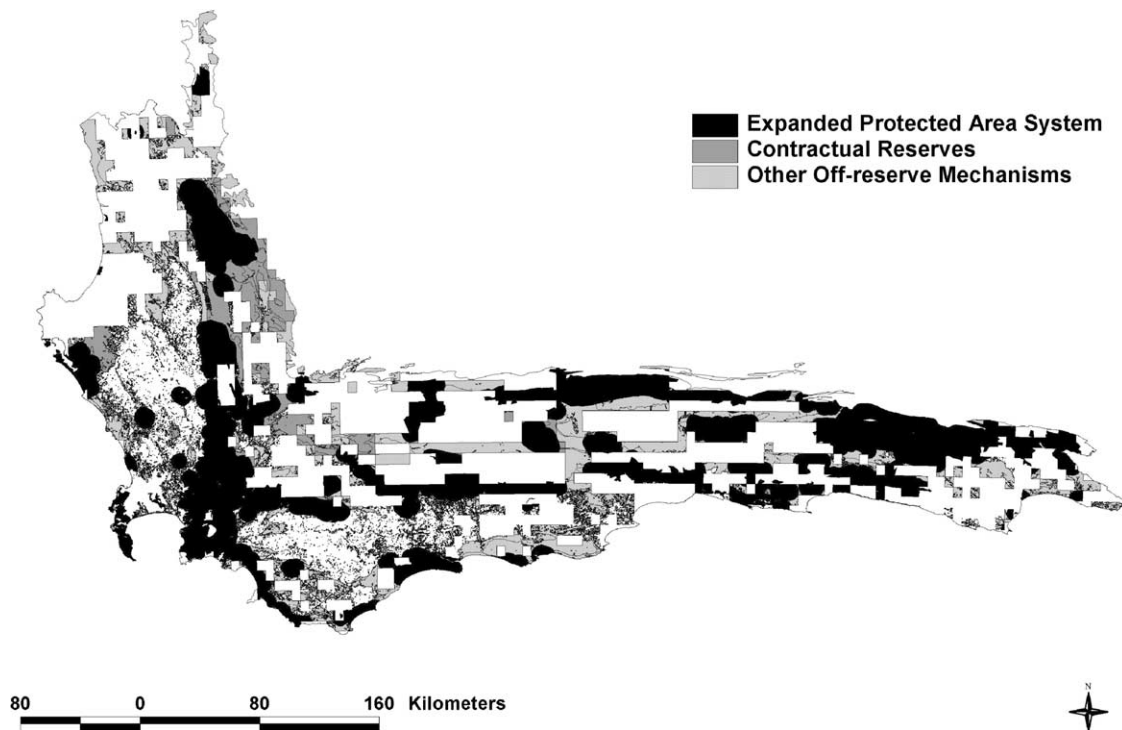 Expanded Protected Area System
Contractual Reserves
Other Off-reserve Mechanisms
80 0 80 160 Kilometers
N